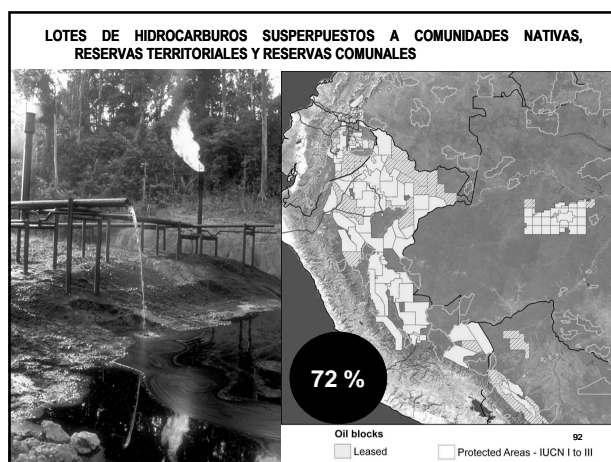 LOTES DE HIDROCARBUROS SUSPERPUESTOS A COMUNIDADES NATIVAS,
RESERVAS TERRITORIALES Y RESERVAS COMUNALES
72 %
Oil blocks
92
Leased
Protected Areas - IUCN I to III